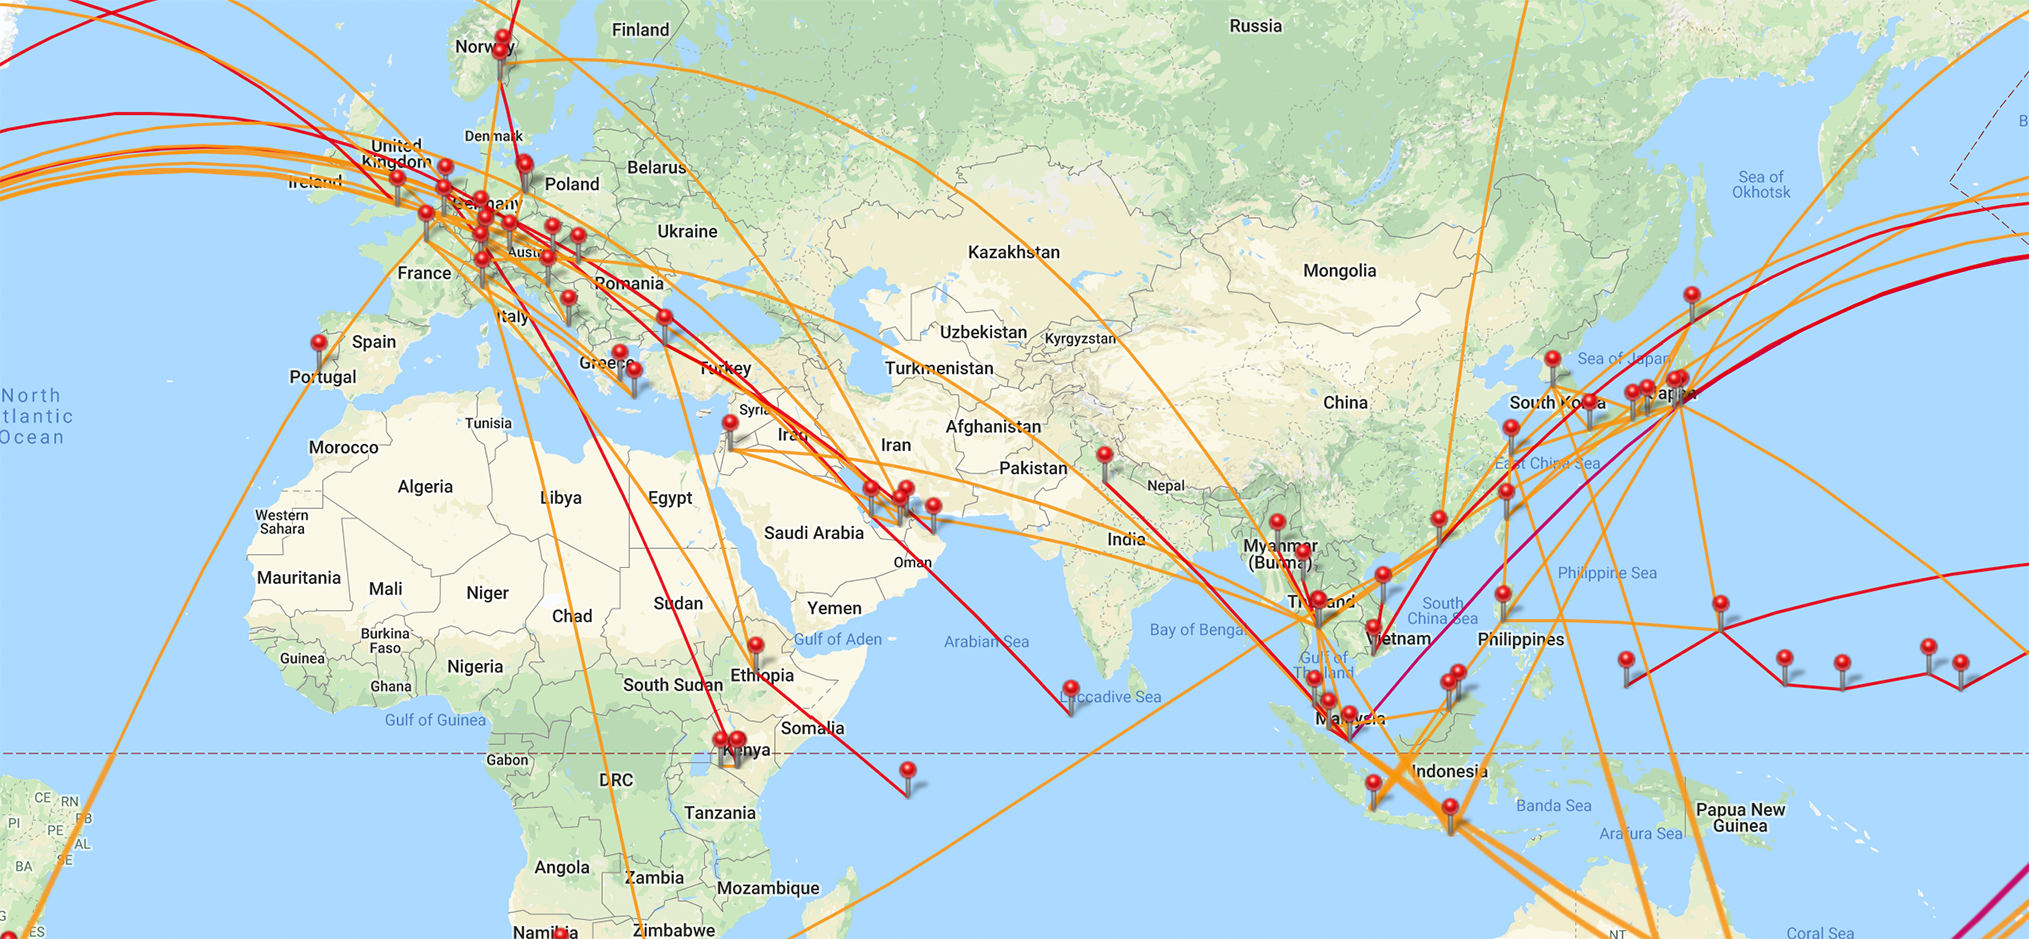 Finland
Russia
Norway
Denmark
United
Kingdom
Ireland
Belarus
Poland
Germany
Sea of
Okhotsk
Ukraine
Kazakhstan
Mongolia
France
Romania
Italy
Uzbekistan
Kyrgyzstan
Spain
Sea of Japan
Greece
Turkey
Turkmenistan
Portugal
North
tlantic
Ocean
China
South Korea
Japan
Syria
Tunisia
Afghanistan
Iraq
Iran
Morocco
East China Sea
Pakistan
Algeria
Libya
Egypt
Nepal
Western
Sahara
Saudi Arabia
India
Myanmar
(Burma)
Oman
Philippine Sea
Mauritania
Mali
Niger
Chad
Sudan
Yemen
Thailand
South
China Sea
Gulf of Aden
Arabian Sea
Bay of Bengal
Vietnam
Philippines
Burkina
Faso
Guinea
Nigeria
Gulf of
Thailand
Ethiopia
South Sudan
Ghana
Laccadive Sea
Gulf of Guinea
Malaysia
Somalia
Kenya
Gabon
DRC
Indonesia
CE
RN
PB
PI
PE
AL
SE
BA
Tanzania
Banda Sea
Papua New
Guinea
Arafura Sea
Angola
Zambia
Mozambique
ES
Namibia
Zimbabwe
NT
Coral Sea